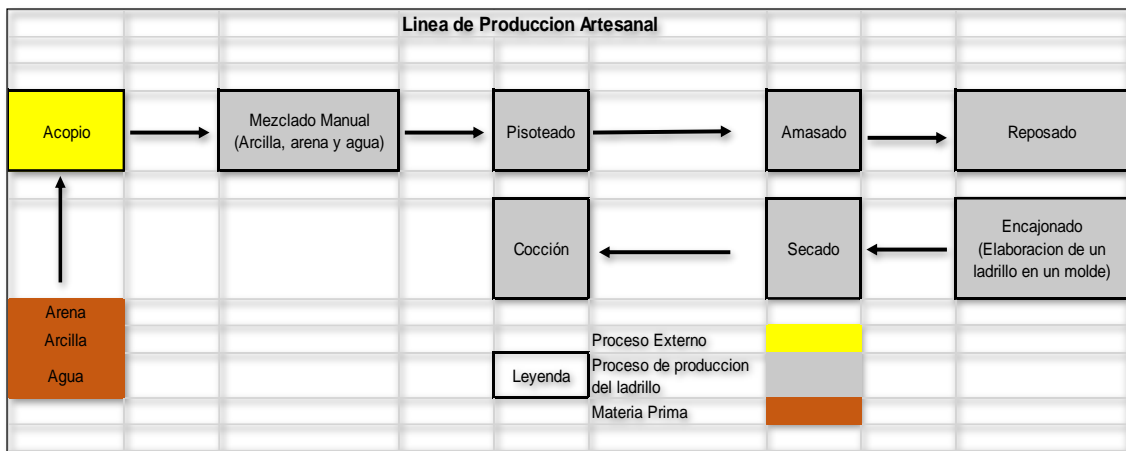 Linea de Produccion Artesanal
Acopio
Mezclado Manual
(Arcilla, arena y agua)
Pisoteado
Amasado
Reposado
Cocción
Secado
Encajonado
(Elaboracion de un
ladrillo en un molde)
Arena
Arcilla
Agua
Leyenda
Proceso Externo
Proceso de produccion
del ladrillo
Materia Prima